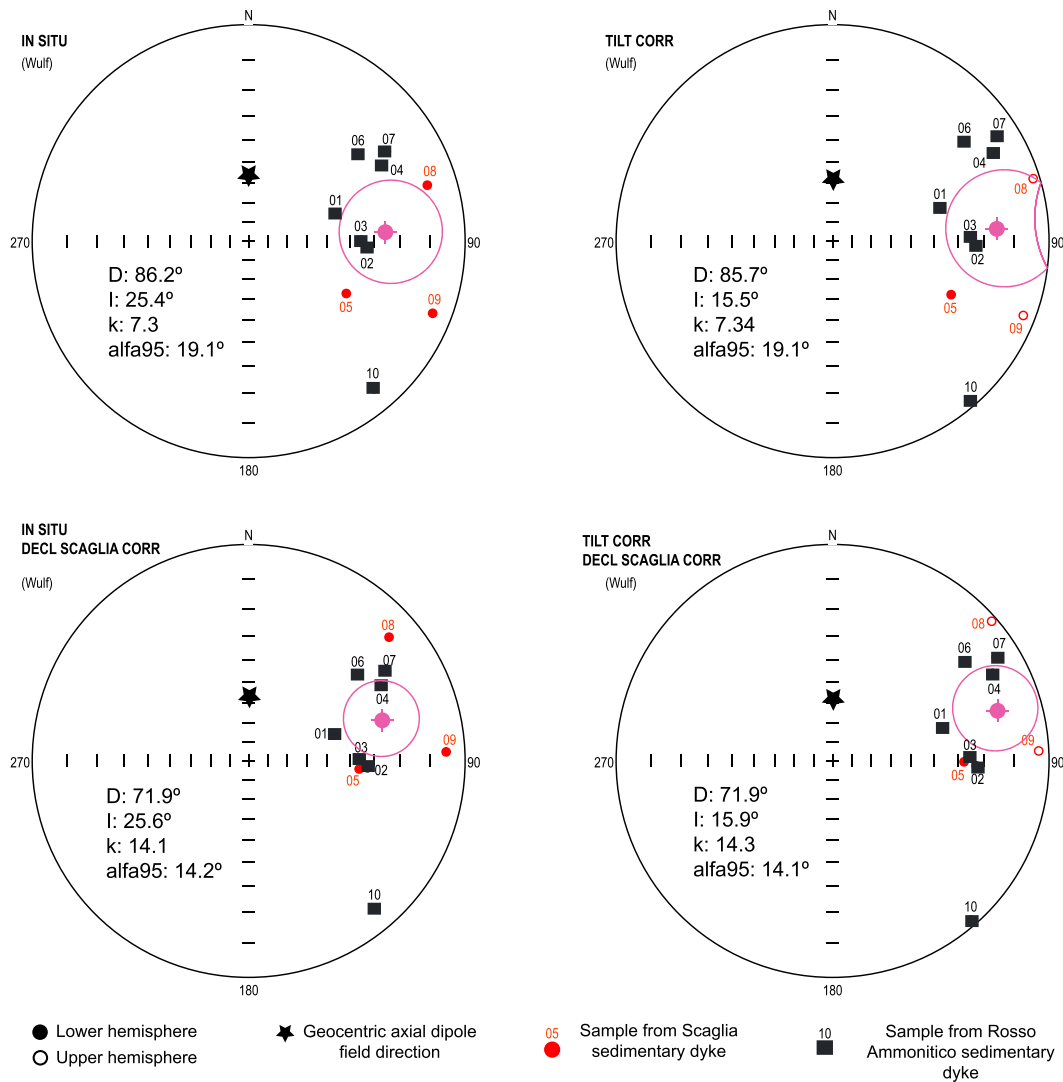 N
IN SITU
(Wulf)
06
07
04
08
01
03
02
270
90
D: 86.2º
I: 25.4º
k: 7.3
alfa95: 19.1º
05
09
10
180
N
TILT CORR
(Wulf)
06
07
04
08
01
03
02
270
90
D: 85.7º
I: 15.5º
k: 7.34
alfa95: 19.1º
05
09
10
180
N
IN SITU
DECL SCAGLIA CORR
(Wulf)
08
06
07
04
01
03
09
270
90
05
02
D: 71.9º
I: 25.6º
k: 14.1
alfa95: 14.2º
10
180
N
TILT CORR
DECL SCAGLIA CORR
(Wulf)
08
06
07
04
01
03
09
270
90
05
02
D: 71.9º
I: 15.9º
k: 14.3
alfa95: 14.1º
10
180
Lower hemisphere
Upper hemisphere
Geocentric axial dipole
field direction
05
Sample from Scaglia
sedimentary dyke
10
Sample from Rosso
Ammonitico sedimentary
dyke